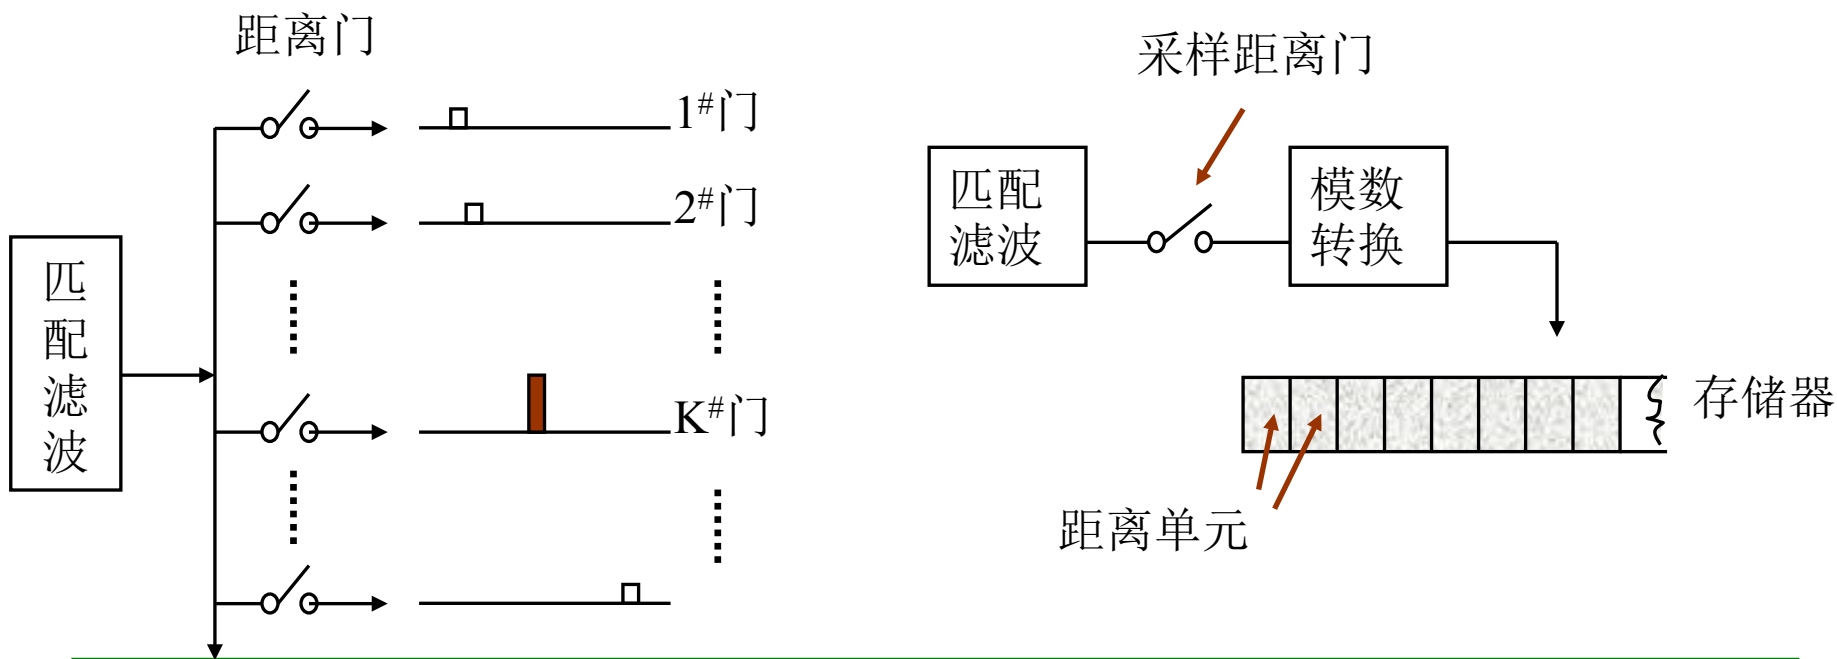 距离门
1#门
2#门
匹
配
滤
波
K#门
采样距离门
匹配
滤波
模数
转换
存储器
距离单元